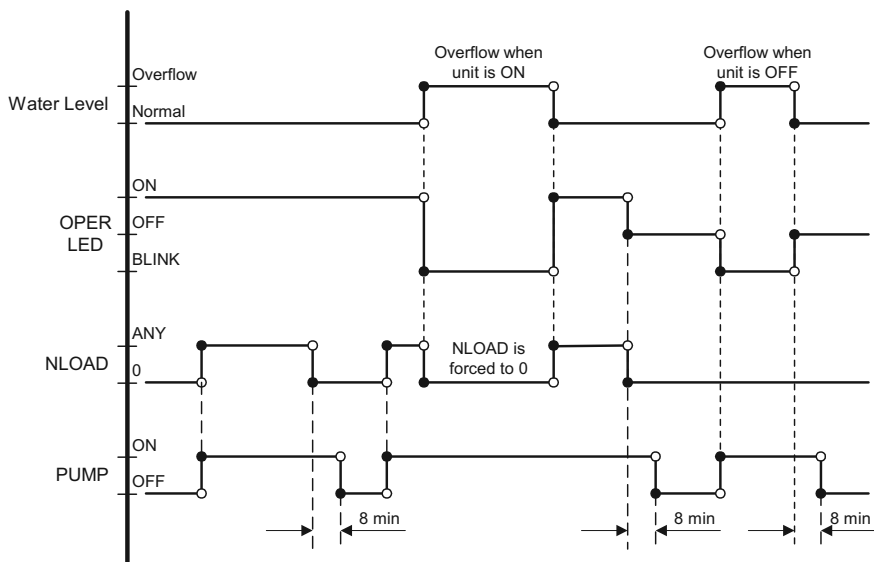 Overflow when
unit is ON
Overflow when
unit is OFF
Overflow
Water Level
Normal
ON
OPER
LED
OFF
BLINK
ANY
NLOAD
0
NLOAD is
forced to 0
ON
PUMP
OFF
8 min
8 min
8 min